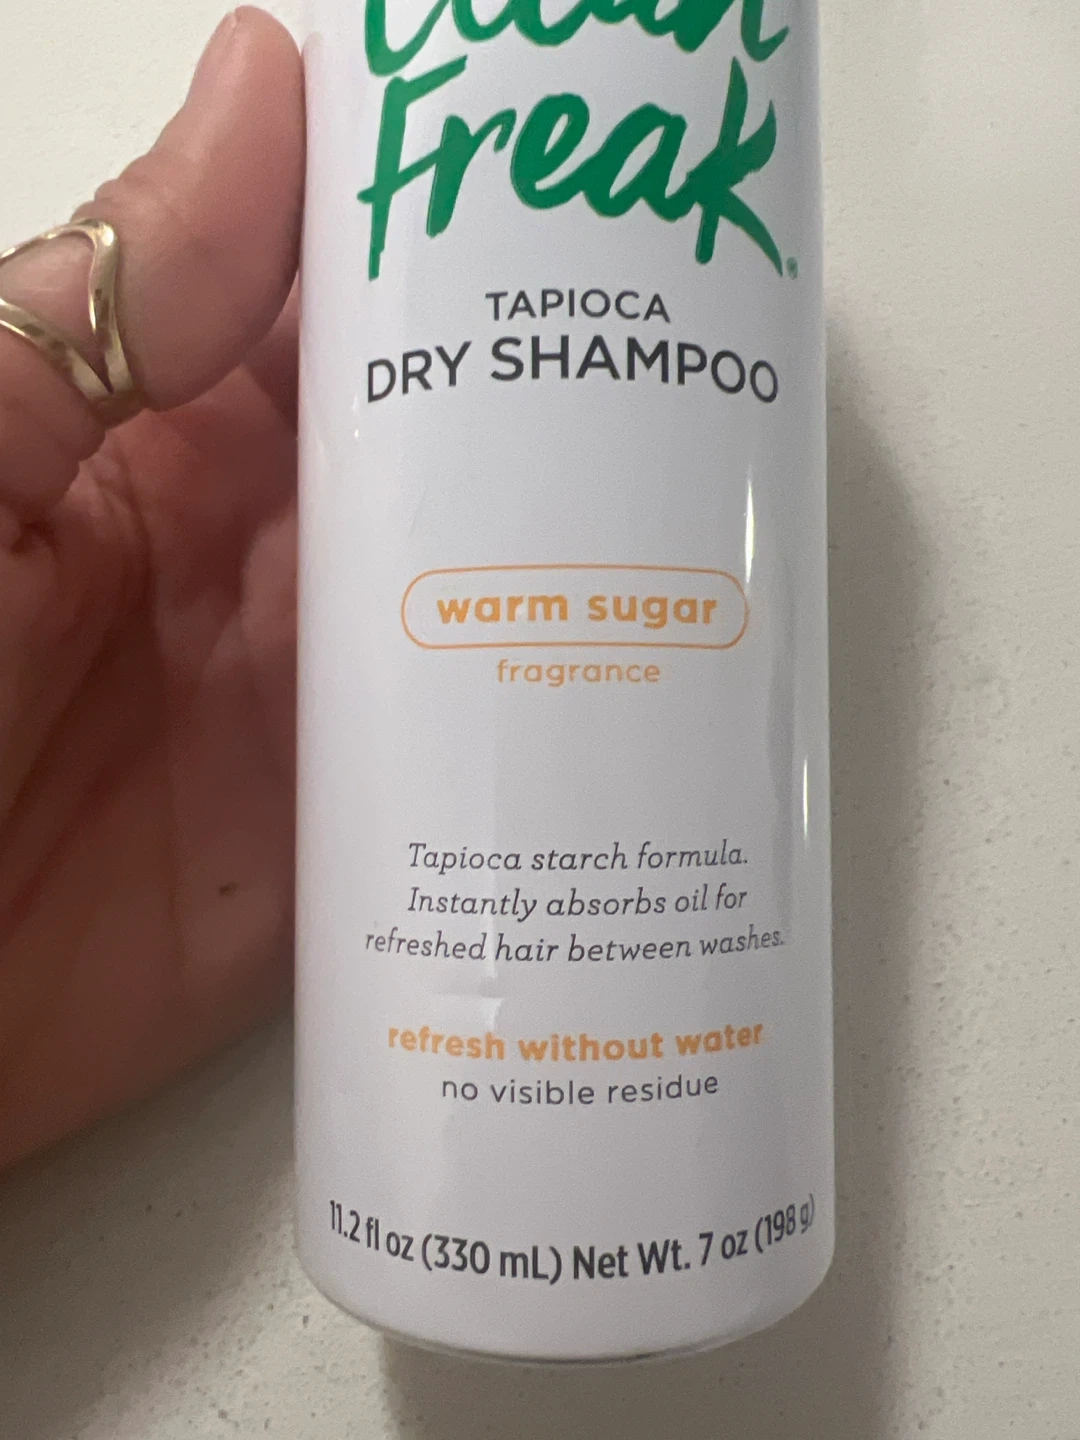 Clean
Freak®
TAPIOCA
DRY SHAMPOO
warm sugar
fragrance
Tapioca starch formula.
Instantly absorbs oil for
refreshed hair between washes.
refresh without water
no visible residue
11.2 fl oz (330 mL) Net Wt. 7 oz (198 g)